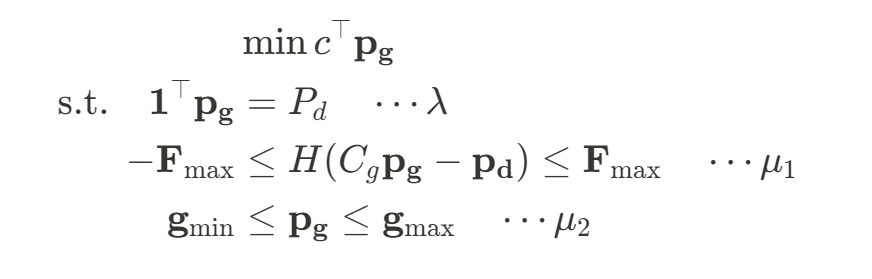 min c⊤p_g
s.t. 1⊤p_g = P_d ⋯λ
−F_max ≤ H(C_g p_g − p_d) ≤ F_max ⋯μ_1
g_min ≤ p_g ≤ g_max ⋯μ_2